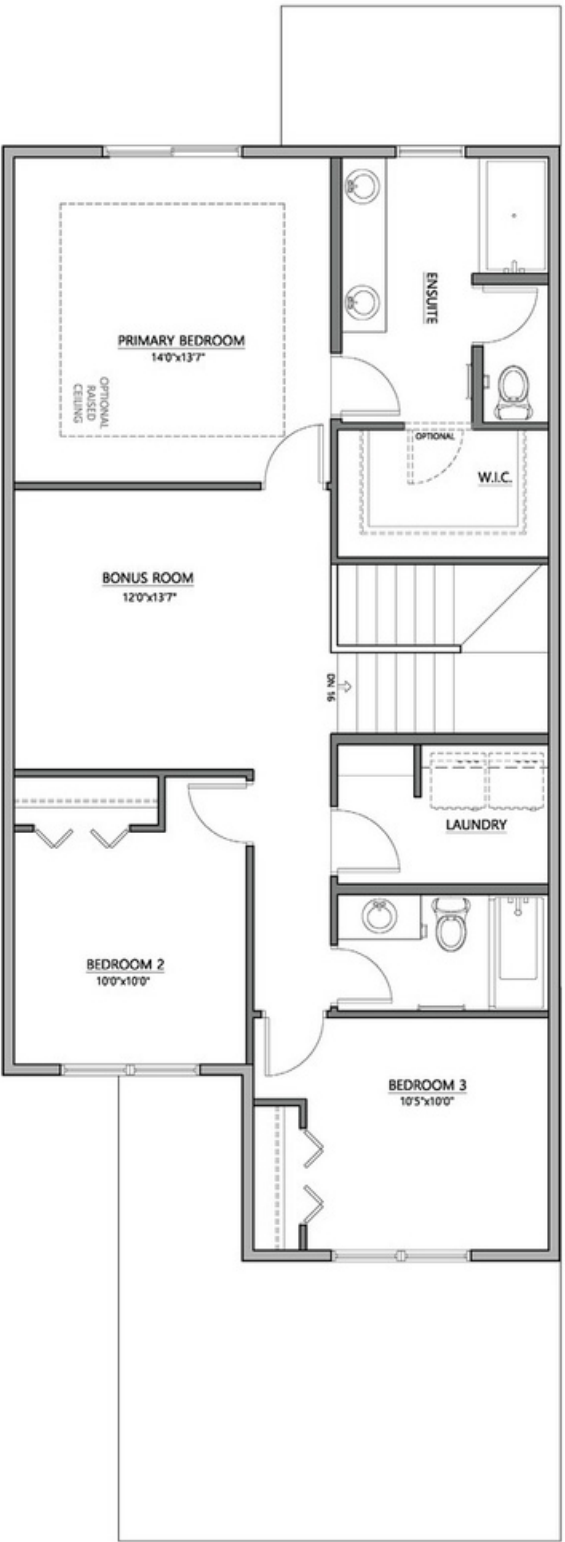 PRIMARY BEDROOM
14'0"x13'7"
OPTIONAL
RAISED
CEILING
ENSUITE
OPTIONAL
W.I.C.
BONUS ROOM
12'0"x13'7"
DN 16
LAUNDRY
BEDROOM 2
10'0"x10'0"
BEDROOM 3
10'5"x10'0"